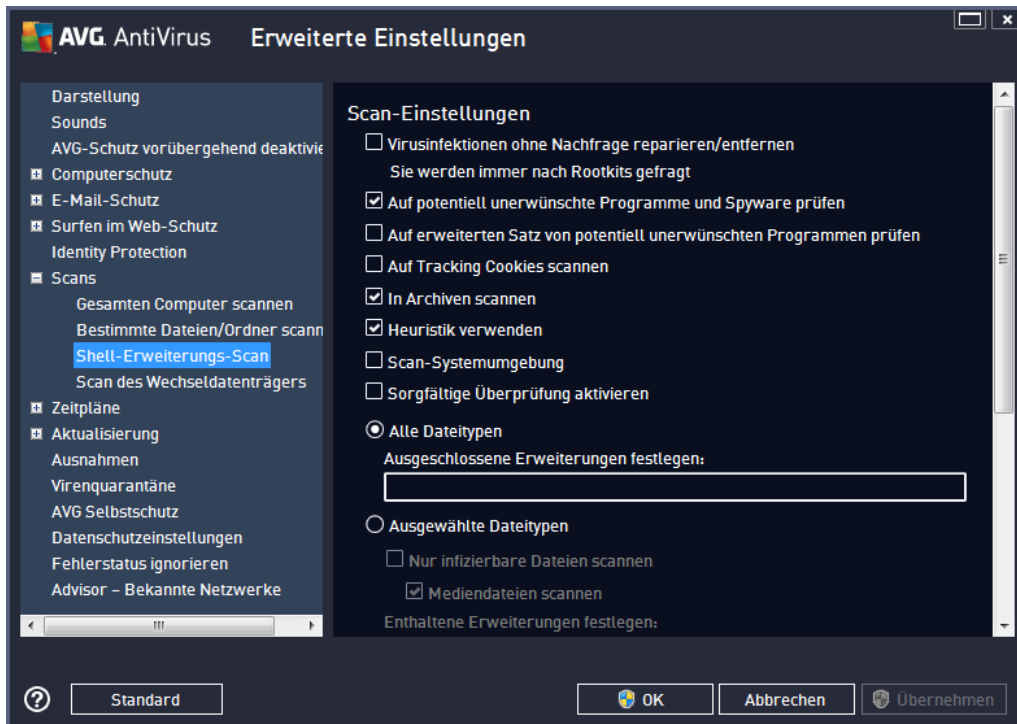 AVG AntiVirus Erweiterte Einstellungen
Darstellung
Sounds
AVG-Schutz vorübergehend deaktivie
Computerschutz
E-Mail-Schutz
Surfen im Web-Schutz
Identity Protection
Scans
Gesamten Computer scannen
Bestimmte Dateien/Ordner scann
Shell-Erweiterungs-Scan
Scan des Wechseldatenträgers
Zeitpläne
Aktualisierung
Ausnahmen
Virenquarantäne
AVG Selbstschutz
Datenschutzeinstellungen
Fehlerstatus ignorieren
Advisor – Bekannte Netzwerke
Scan-Einstellungen
Virusinfektionen ohne Nachfrage reparieren/entfernen
Sie werden immer nach Rootkits gefragt
Auf potentiell unerwünschte Programme und Spyware prüfen
Auf erweiterten Satz von potentiell unerwünschten Programmen prüfen
Auf Tracking Cookies scannen
In Archiven scannen
Heuristik verwenden
Scan-Systemumgebung
Sorgfältige Überprüfung aktivieren
Alle Dateitypen
Ausgeschlossene Erweiterungen festlegen:
Ausgewählte Dateitypen
Nur infizierbare Dateien scannen
Mediendateien scannen
Enthaltene Erweiterungen festlegen:
Standard
OK
Abbrechen
Übernehmen